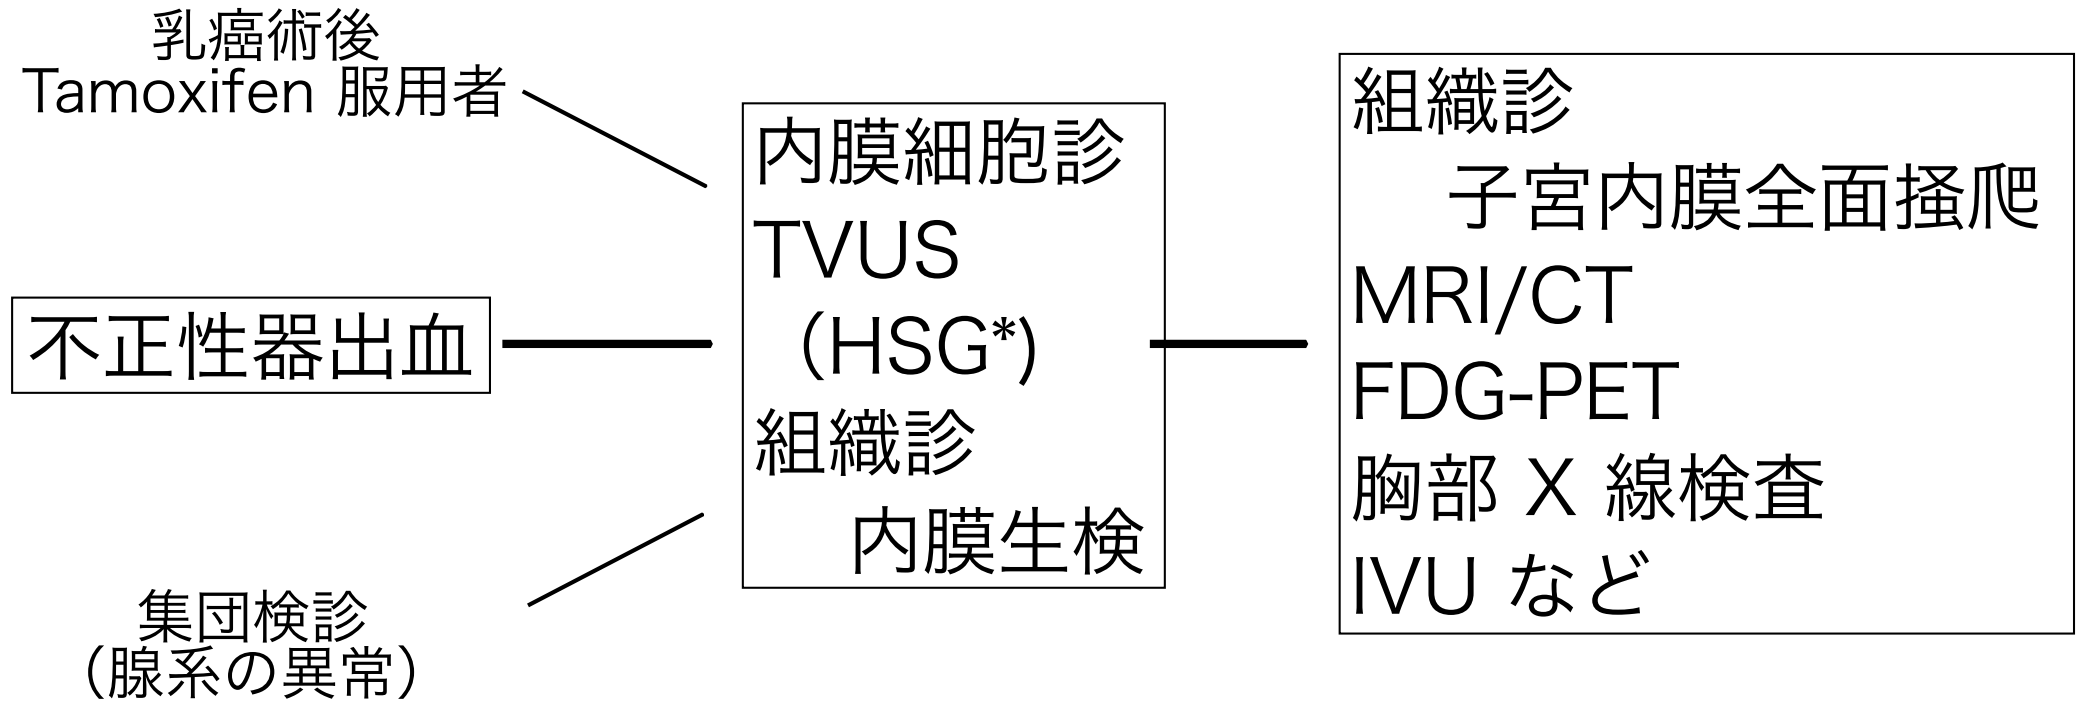 乳癌術後
Tamoxifen 服用者
不正性器出血
集団検診
（腺系の異常）
内膜細胞診
TVUS
（HSG*)
組織診
内膜生検
組織診
子宮内膜全面掻爬
MRI/CT
FDG-PET
胸部 X 線検査
IVU など